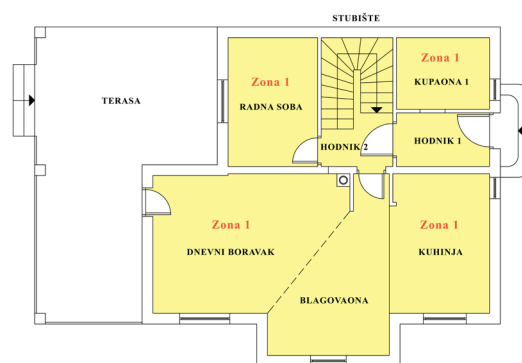 STUBIŠTE
Zona 1
RADNA SOBA
Zona 1
KUPAONA 1
TERASA
HODNIK 2
HODNIK 1
Zona 1
DNEVNI BORAVAK
Zona 1
KUHINJA
BLAGOVAONA